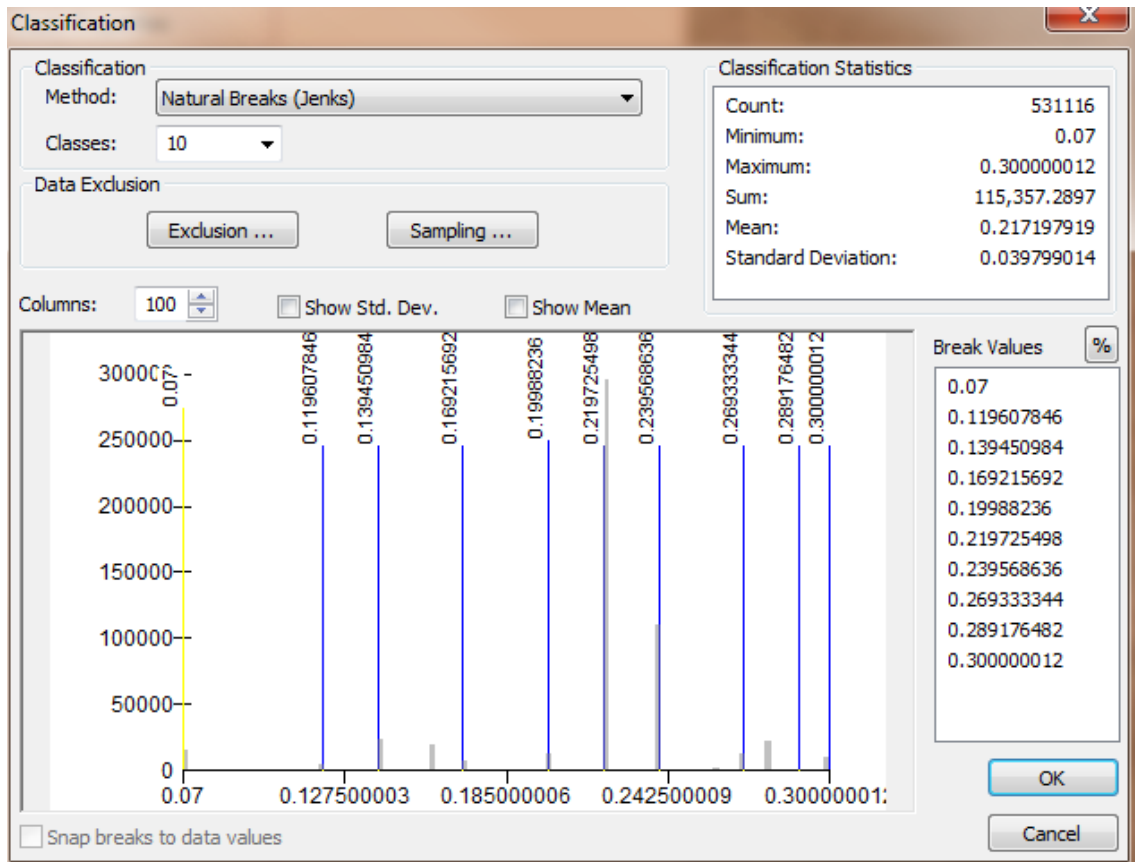 Classification
Classification
Method: Natural Breaks (Jenks)
Classes: 10
Data Exclusion
Exclusion ...
Sampling ...
Classification Statistics
Count: 531116
Minimum: 0.07
Maximum: 0.300000012
Sum: 115,357.2897
Mean: 0.217197919
Standard Deviation: 0.039799014
Columns: 100
Show Std. Dev.
Show Mean
0.07
0.119607846
0.139450984
0.169215692
0.19988236
0.219725498
0.239568636
0.269333344
0.289176482
0.300000012
250000
200000
150000
100000
50000
0
0.07 0.127500003 0.185000006 0.242500009 0.30000001
Break Values %
0.07
0.119607846
0.139450984
0.169215692
0.19988236
0.219725498
0.239568636
0.269333344
0.289176482
0.300000012
OK
Cancel
Snap breaks to data values